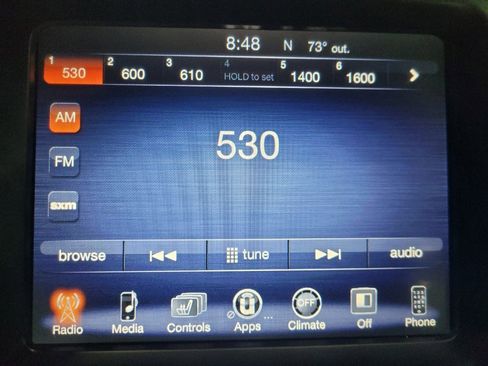 8:48 N 73° out.
1 530 2 600 3 610 4 HOLD to set 5 1400 6 1600
AM
530
FM
sxm
browse tune audio
OFF
Radio Media Controls Apps Climate Off Phone